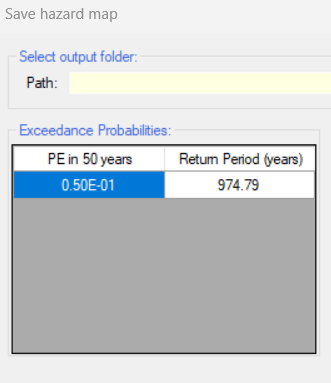 Save hazard map
Select output folder:
Path:
Exceedance Probabilities:
PE in 50 years Return Period (years)
0.50E-01 974.79